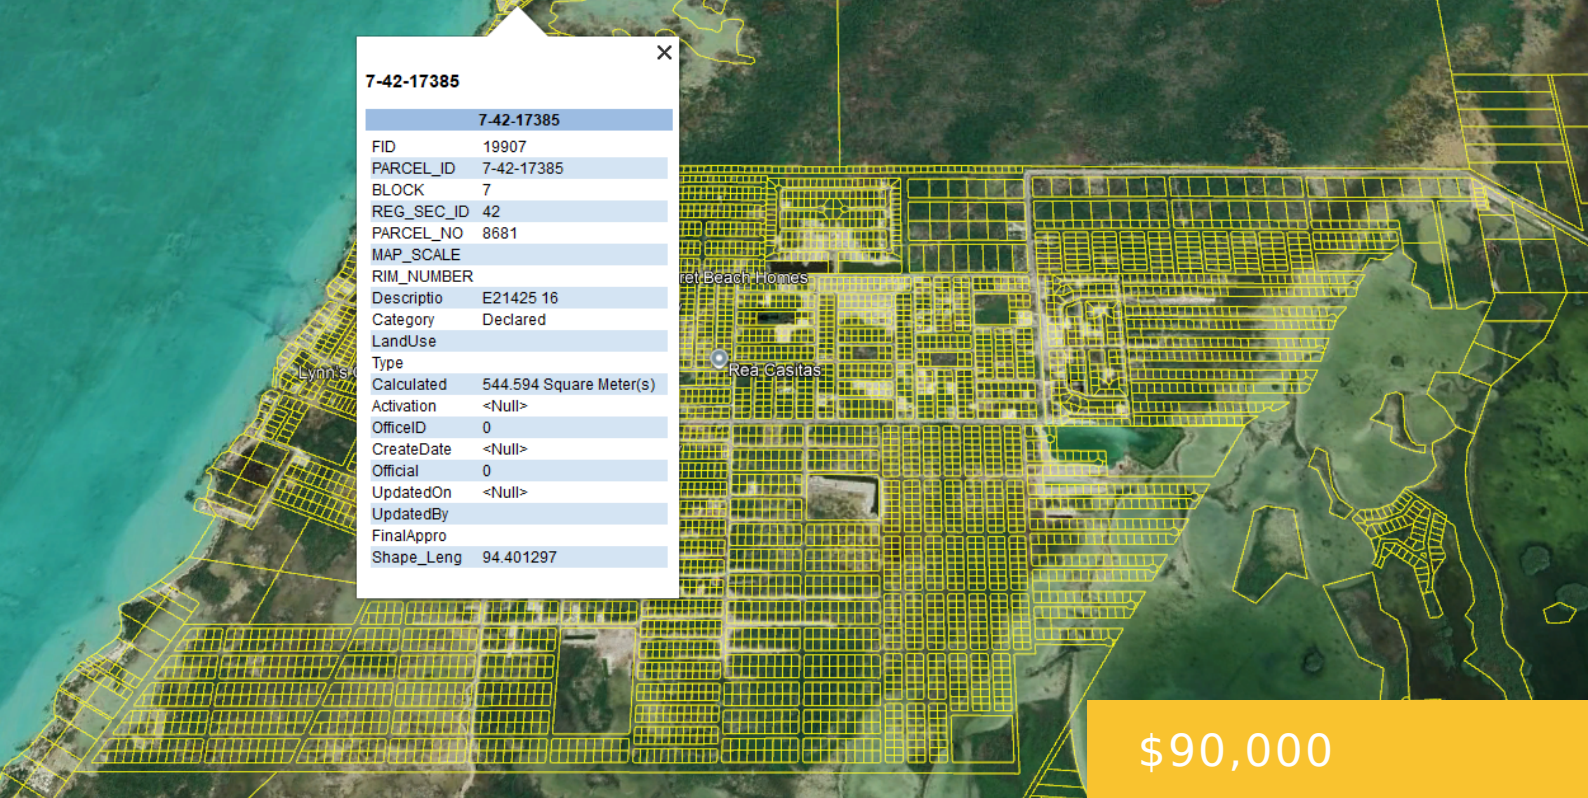 7-42-17385
7-42-17385
FID 19907
PARCEL_ID 7-42-17385
BLOCK 7
REG_SEC_ID 42
PARCEL_NO 8681
MAP_SCALE
RIM_NUMBER
Descriptio E21425 16
Category Declared
LandUse
Type
Calculated 544.594 Square Meter(s)
Activation <Null>
OfficeID 0
CreateDate <Null>
Official 0
UpdatedOn <Null>
UpdatedBy
FinalAppro
Shape_Leng 94.401297
ret Beach Homes
Rea Casitas
Lynn's
$90,000